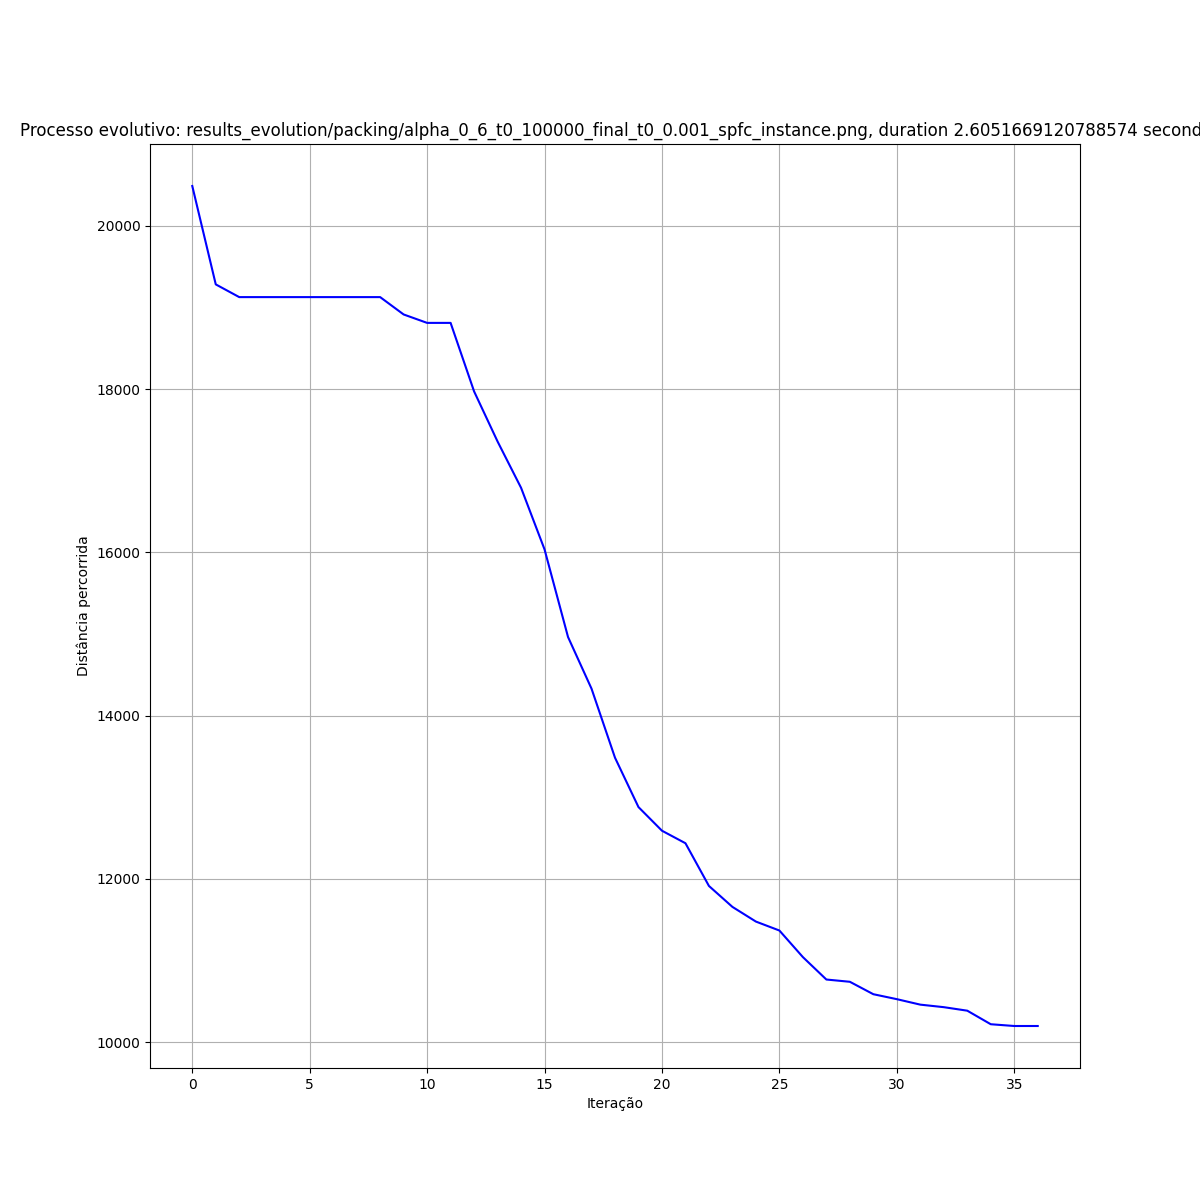 Processo evolutivo: results_evolution/packing/alpha_0_6_t0_100000_final_t0_0.001_spfc_instance.png, duration 2.6051669120788574 second
20000
18000
16000
14000
12000
10000
Distância percorrida
0 5 10 15 20 25 30 35
Iteração